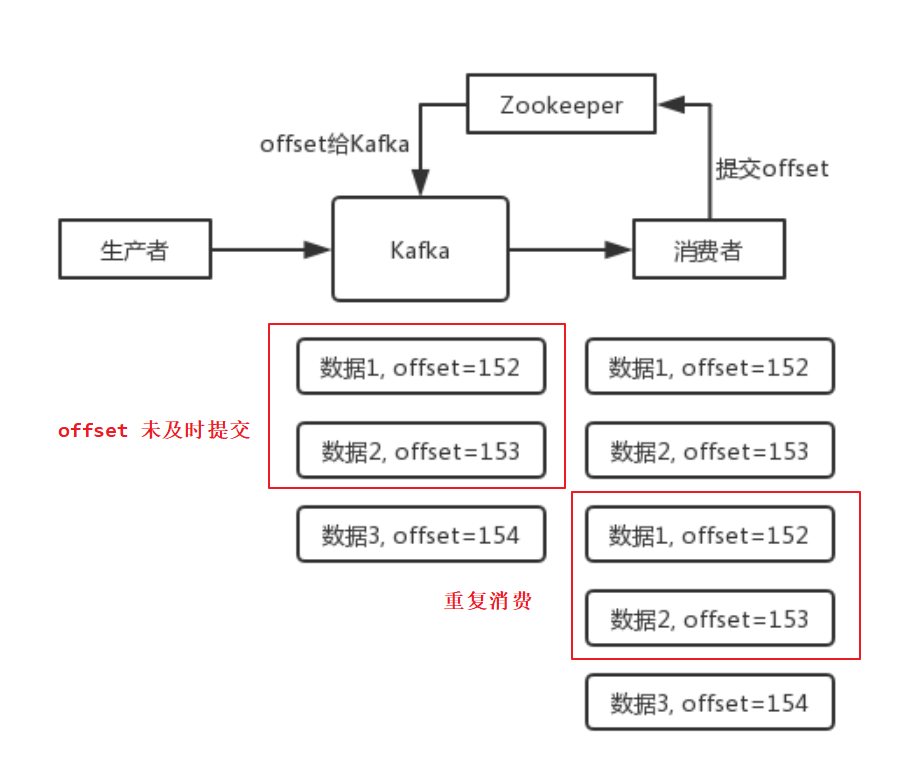 Zookeeper
offset给Kafka
提交offset
生产者
Kafka
消费者
数据1, offset=152
数据1, offset=152
offset 未及时提交
数据2, offset=153
数据2, offset=153
数据3, offset=154
数据1, offset=152
重复消费
数据2, offset=153
数据3, offset=154